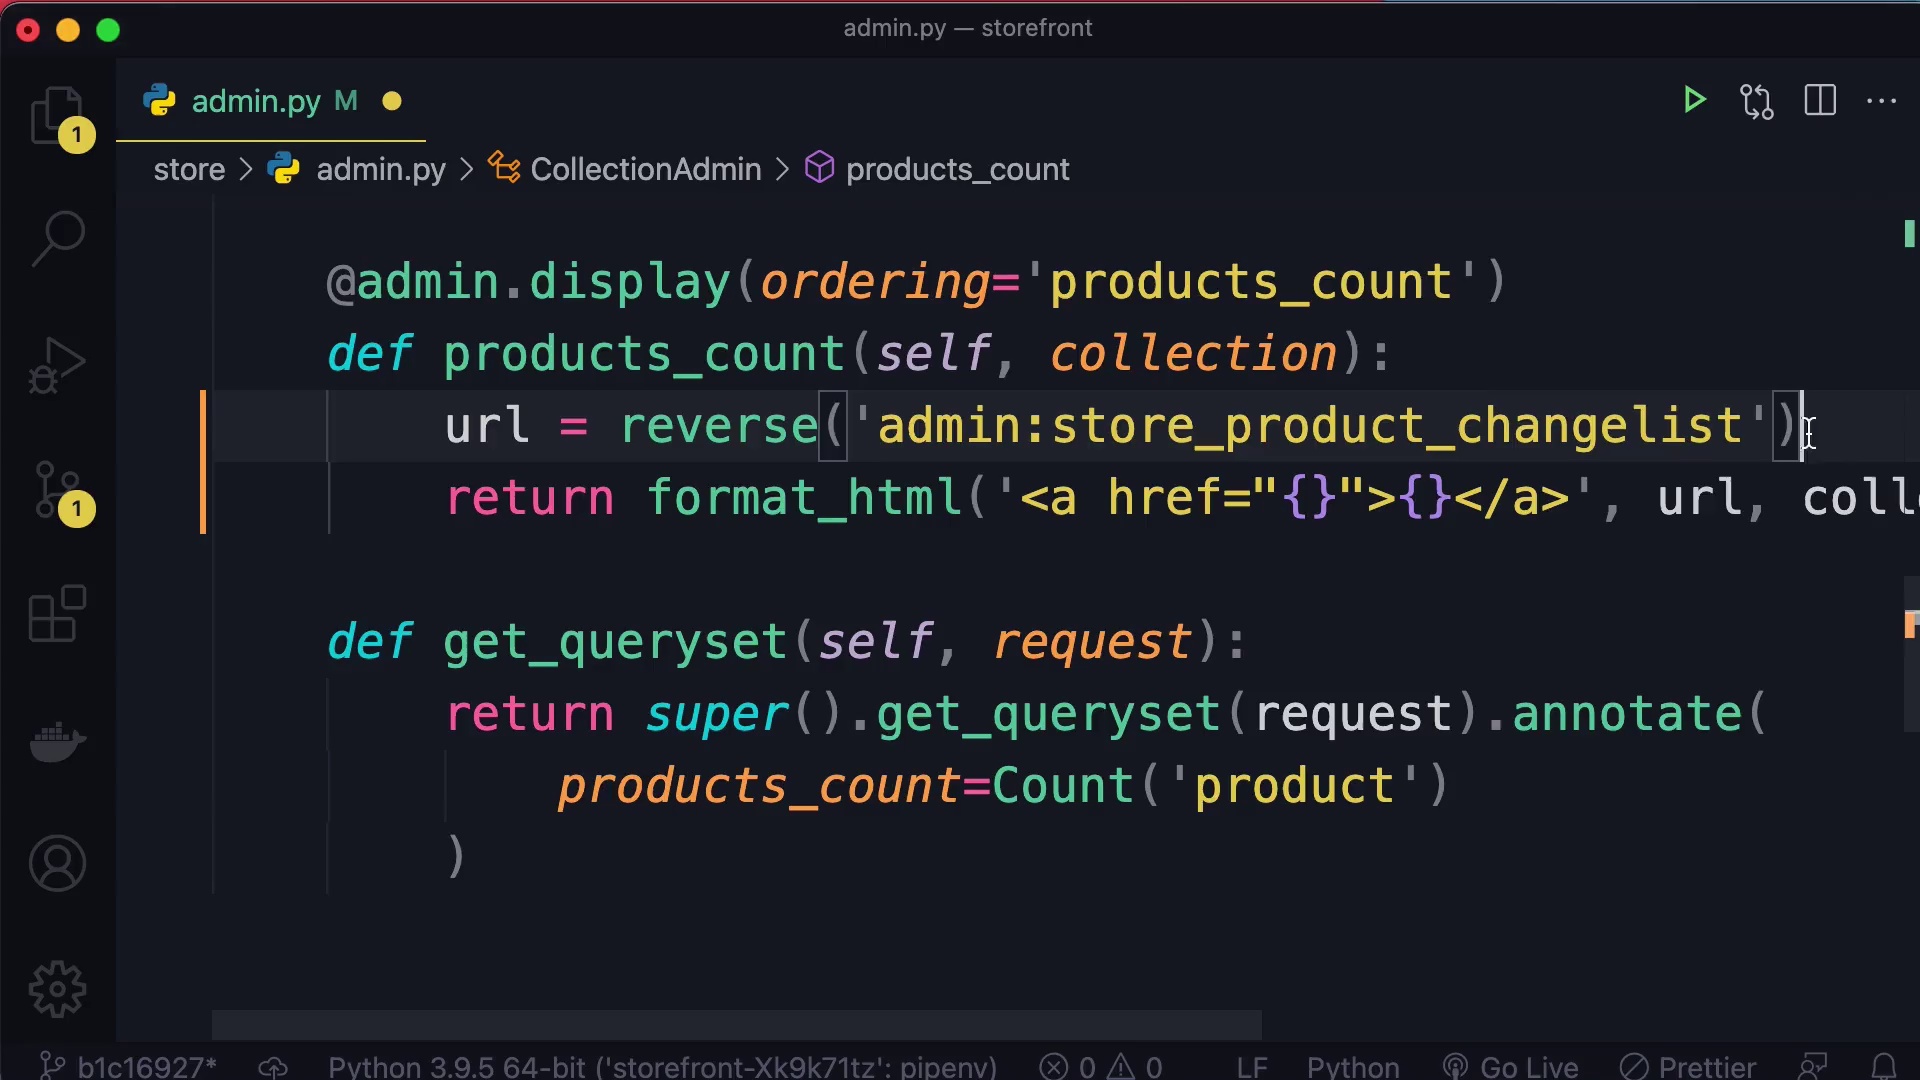 admin.py — storefront
admin.py M
1
store > admin.py > CollectionAdmin > products_count
@admin.display(ordering='products_count')
def products_count(self, collection):
url = reverse('admin:store_product_changelist')
return format_html('<a href="{}">{}</a>', url, coll
1
def get_queryset(self, request):
return super().get_queryset(request).annotate(
products_count=Count('product')
)
b1c16927* Python 3.9.5 64-bit ('storefront-Xk9k71tz': pipenv) 0 0 LF Python Go Live Prettier